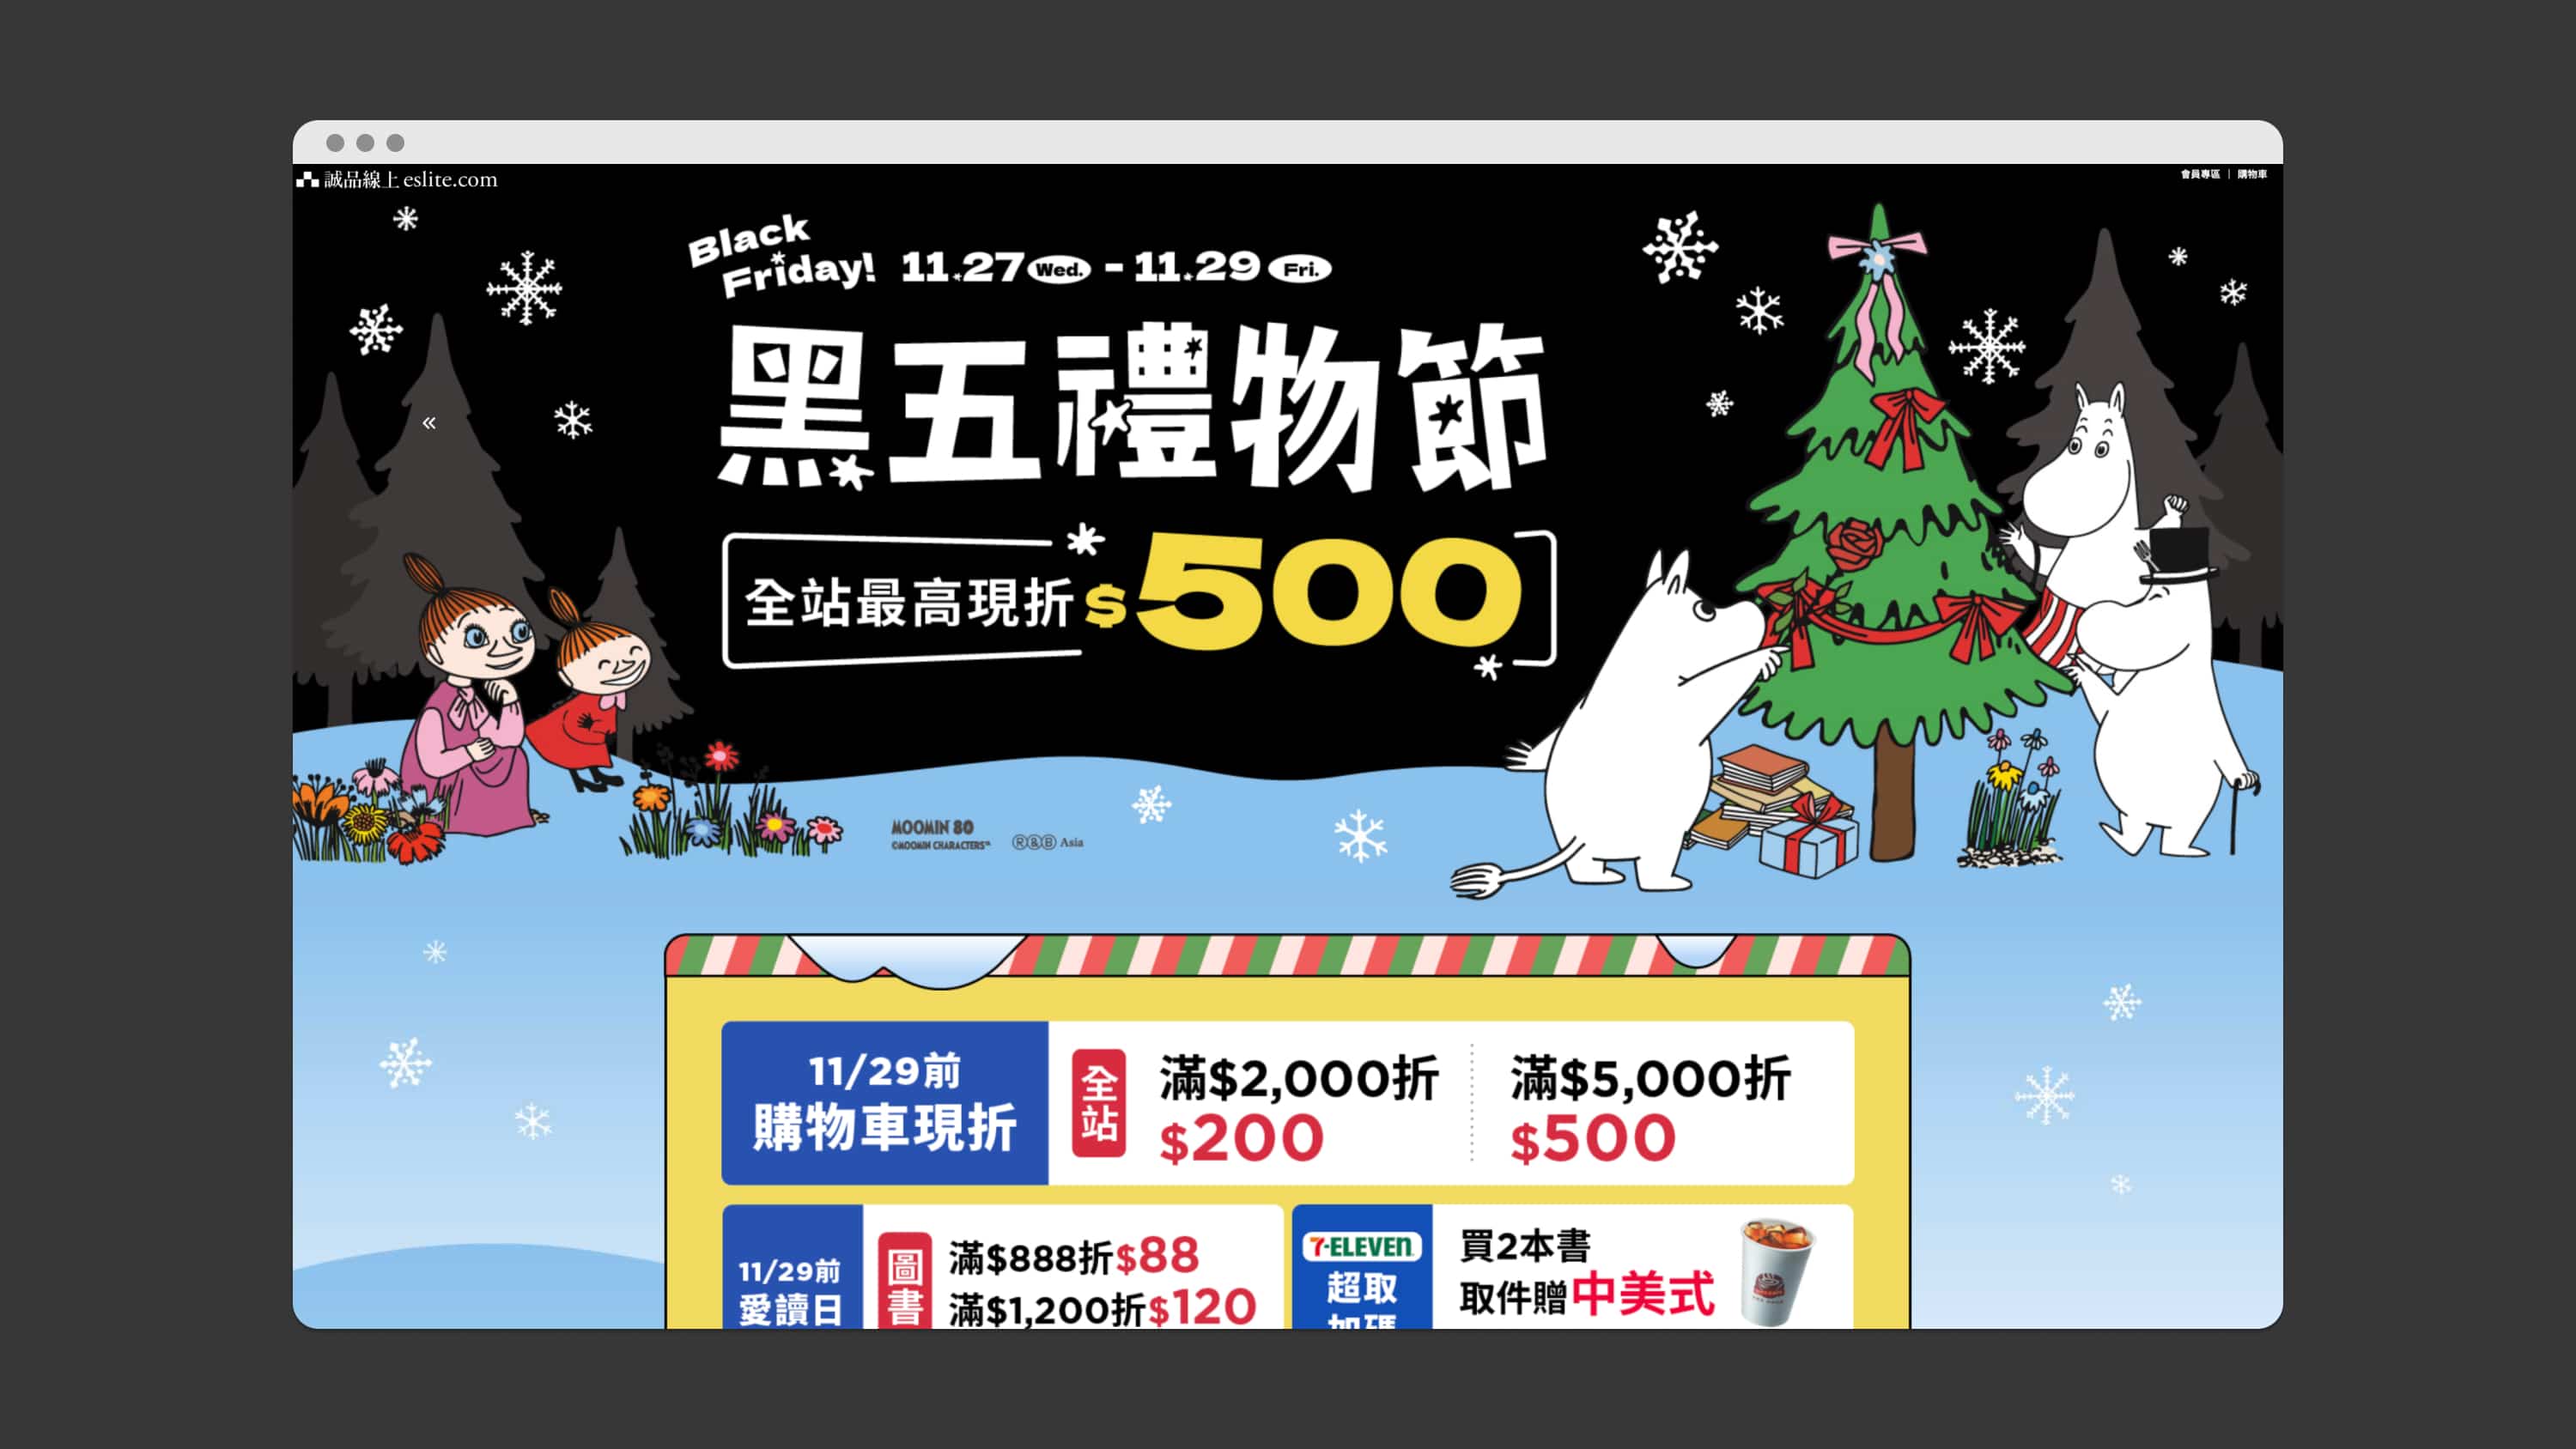 誠品線上 eslite.com
會員專區 | 購物車
Black
Friday! 11.27 Wed. - 11.29 Fri.
黑五禮物節
全站最高現折$500
MOOMIN 80
©MOOMIN CHARACTERS™ R&B Asia
11/29前
購物車現折
全站
滿$2,000折
$200
滿$5,000折
$500
11/29前
愛讀日
圖書
滿$888折$88
滿$1,200折$120
7-ELEVEN
超取
加碼
買2本書
取件贈中美式